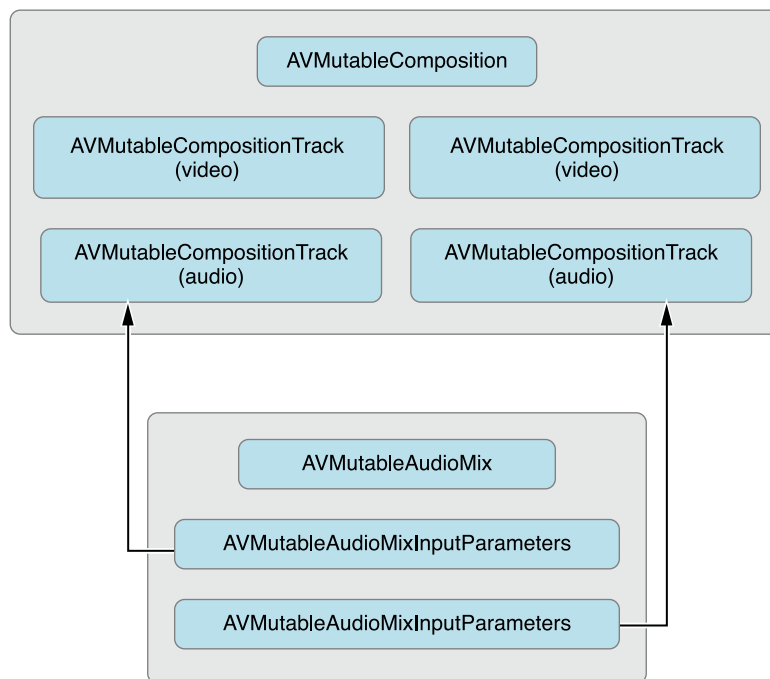 AVMutableComposition
AVMutableCompositionTrack
(video)
AVMutableCompositionTrack
(video)
AVMutableCompositionTrack
(audio)
AVMutableCompositionTrack
(audio)
AVMutableAudioMix
AVMutableAudioMixInputParameters
AVMutableAudioMixInputParameters